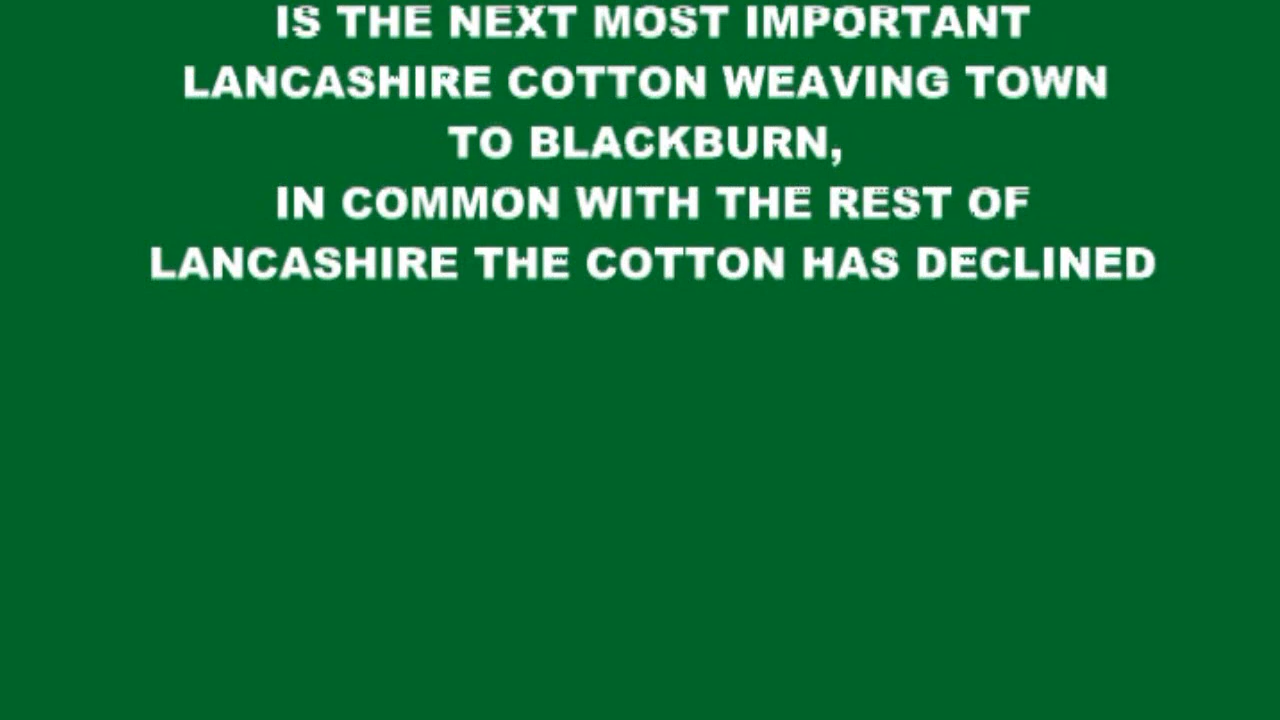 IS THE NEXT MOST IMPORTANT
LANCASHIRE COTTON WEAVING TOWN
TO BLACKBURN,
IN COMMON WITH THE REST OF
LANCASHIRE THE COTTON HAS DECLINED